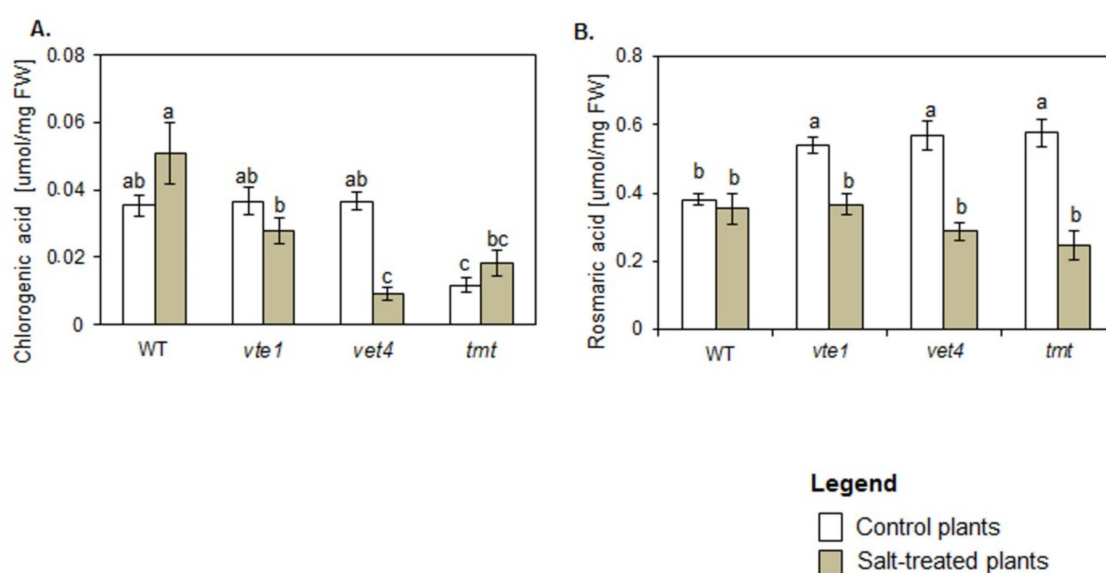 A.
Chlorogenic acid [umol/mg FW]
0.08
0.06
0.04
0.02
0
ab
a
ab
b
ab
c
c
bc
WT
vte1
vet4
tmt
B.
Rosmaric acid [umol/mg FW]
0.8
0.6
0.4
0.2
0
b
b
a
b
a
b
a
b
WT
vte1
vet4
tmt
Legend
Control plants
Salt-treated plants